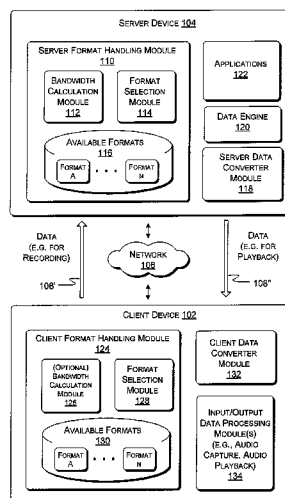 SERVER DEVICE 104
SERVER FORMAT HANDLING MODULE
110
BANDWIDTH
CALCULATION
MODULE
112
FORMAT
SELECTION
MODULE
114
AVAILABLE FORMATS
116
FORMAT
A
. . .
FORMAT
N
APPLICATIONS
122
DATA ENGINE
120
SERVER DATA
CONVERTER
MODULE
118
DATA
(E.G. FOR
RECORDING)
108'
NETWORK
106
DATA
(E.G. FOR
PLAYBACK)
108"
CLIENT DEVICE 102
CLIENT FORMAT HANDLING MODULE
124
(OPTIONAL)
BANDWIDTH
CALCULATION
MODULE
126
FORMAT
SELECTION
MODULE
128
AVAILABLE FORMATS
130
FORMAT
A
. . .
FORMAT
N
CLIENT DATA
CONVERTER
MODULE
132
INPUT/OUTPUT
DATA PROCESSING
MODULE(S)
(E.G., AUDIO
CAPTURE, AUDIO
PLAYBACK)
134